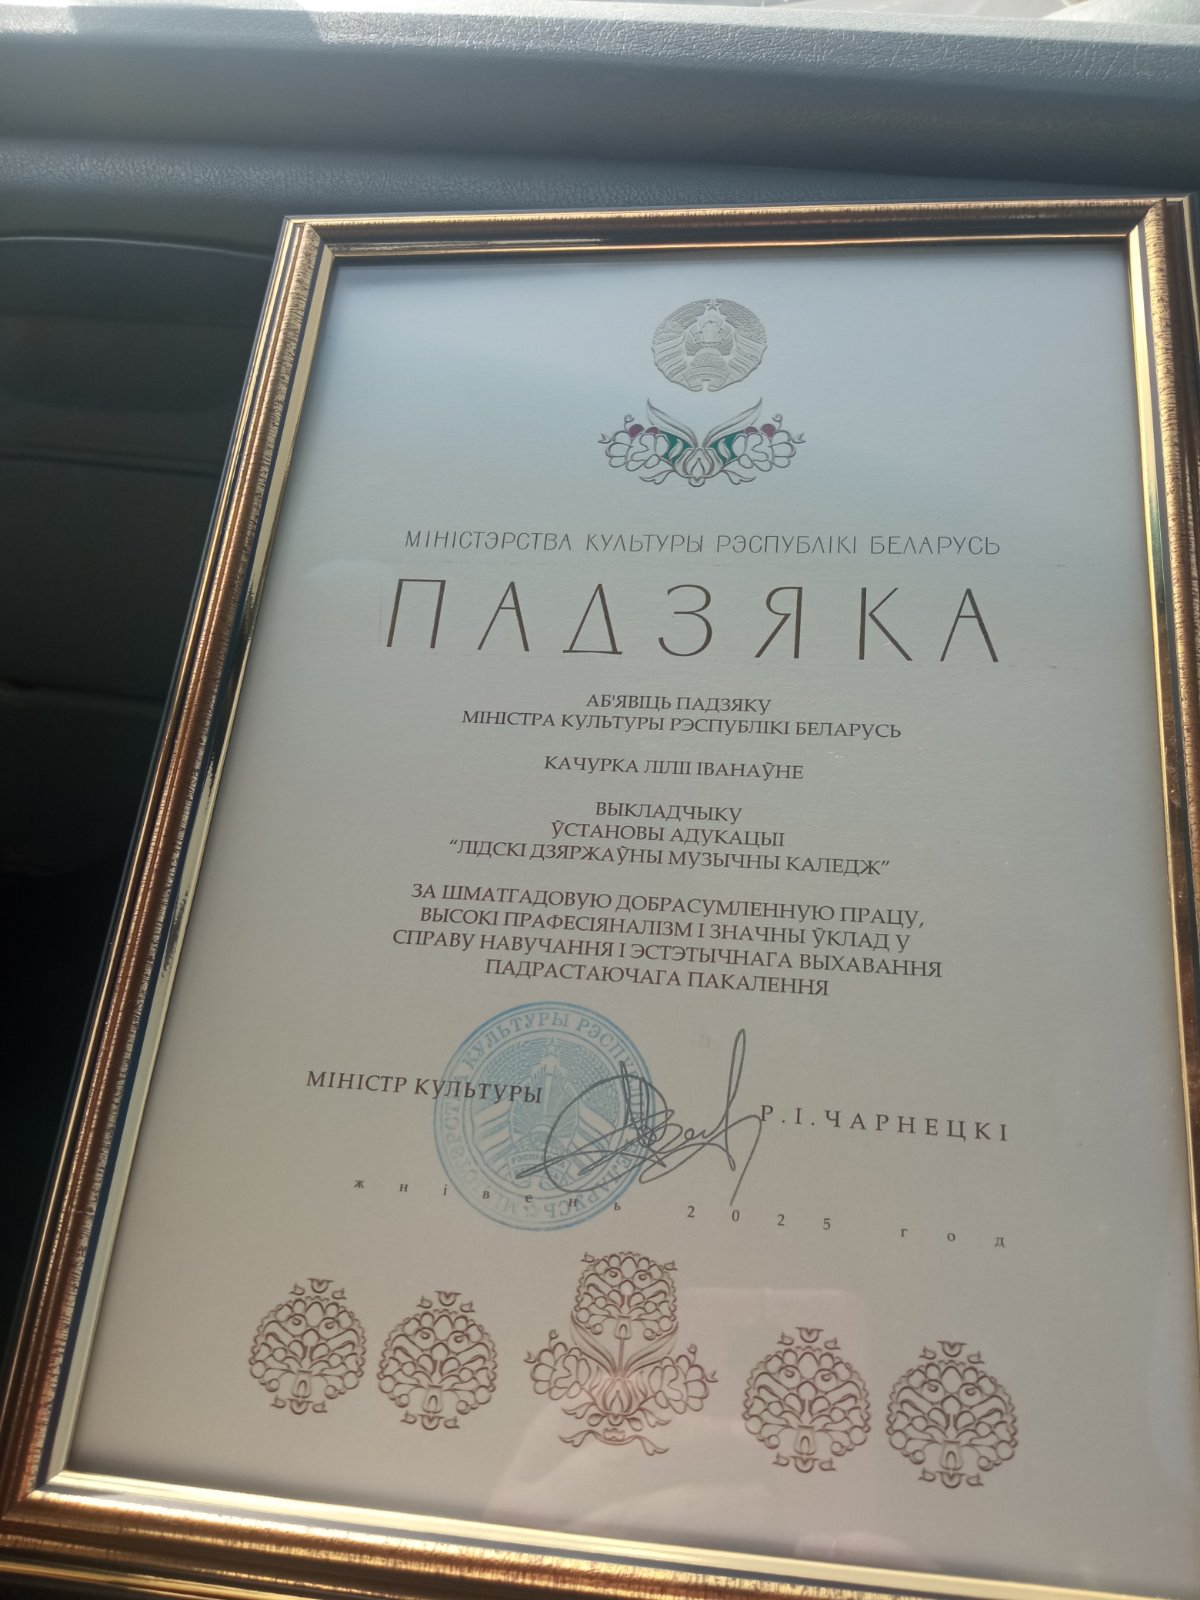 МІНІСТЭРСТВА КУЛЬТУРЫ РЭСПУБЛІКІ БЕЛАРУСЬ
ПАДЗЯКА
АБ'ЯВІЦЬ ПАДЗЯКУ
МІНІСТРА КУЛЬТУРЫ РЭСПУБЛІКІ БЕЛАРУСЬ
КАЧУРКА ЛІЛІІ ІВАНАЎНЕ
ВЫКЛАДЧЫКУ
ЎСТАНОВЫ АДУКАЦЫІ
“ЛІДСКІ ДЗЯРЖАЎНЫ МУЗЫЧНЫ КАЛЕДЖ”
ЗА ШМАТГАДОВУЮ ДОБРАСУМЛЕННУЮ ПРАЦУ,
ВЫСОКІ ПРАФЕСІЯНАЛІЗМ І ЗНАЧНЫ ЎКЛАД У
СПРАВУ НАВУЧАННЯ І ЭСТЭТЫЧНАГА ВЫХАВАННЯ
ПАДРАСТАЮЧАГА ПАКАЛЕННЯ
МІНІСТР КУЛЬТУРЫ Р.І.ЧАРНЕЦКІ
жнівень 2025 год